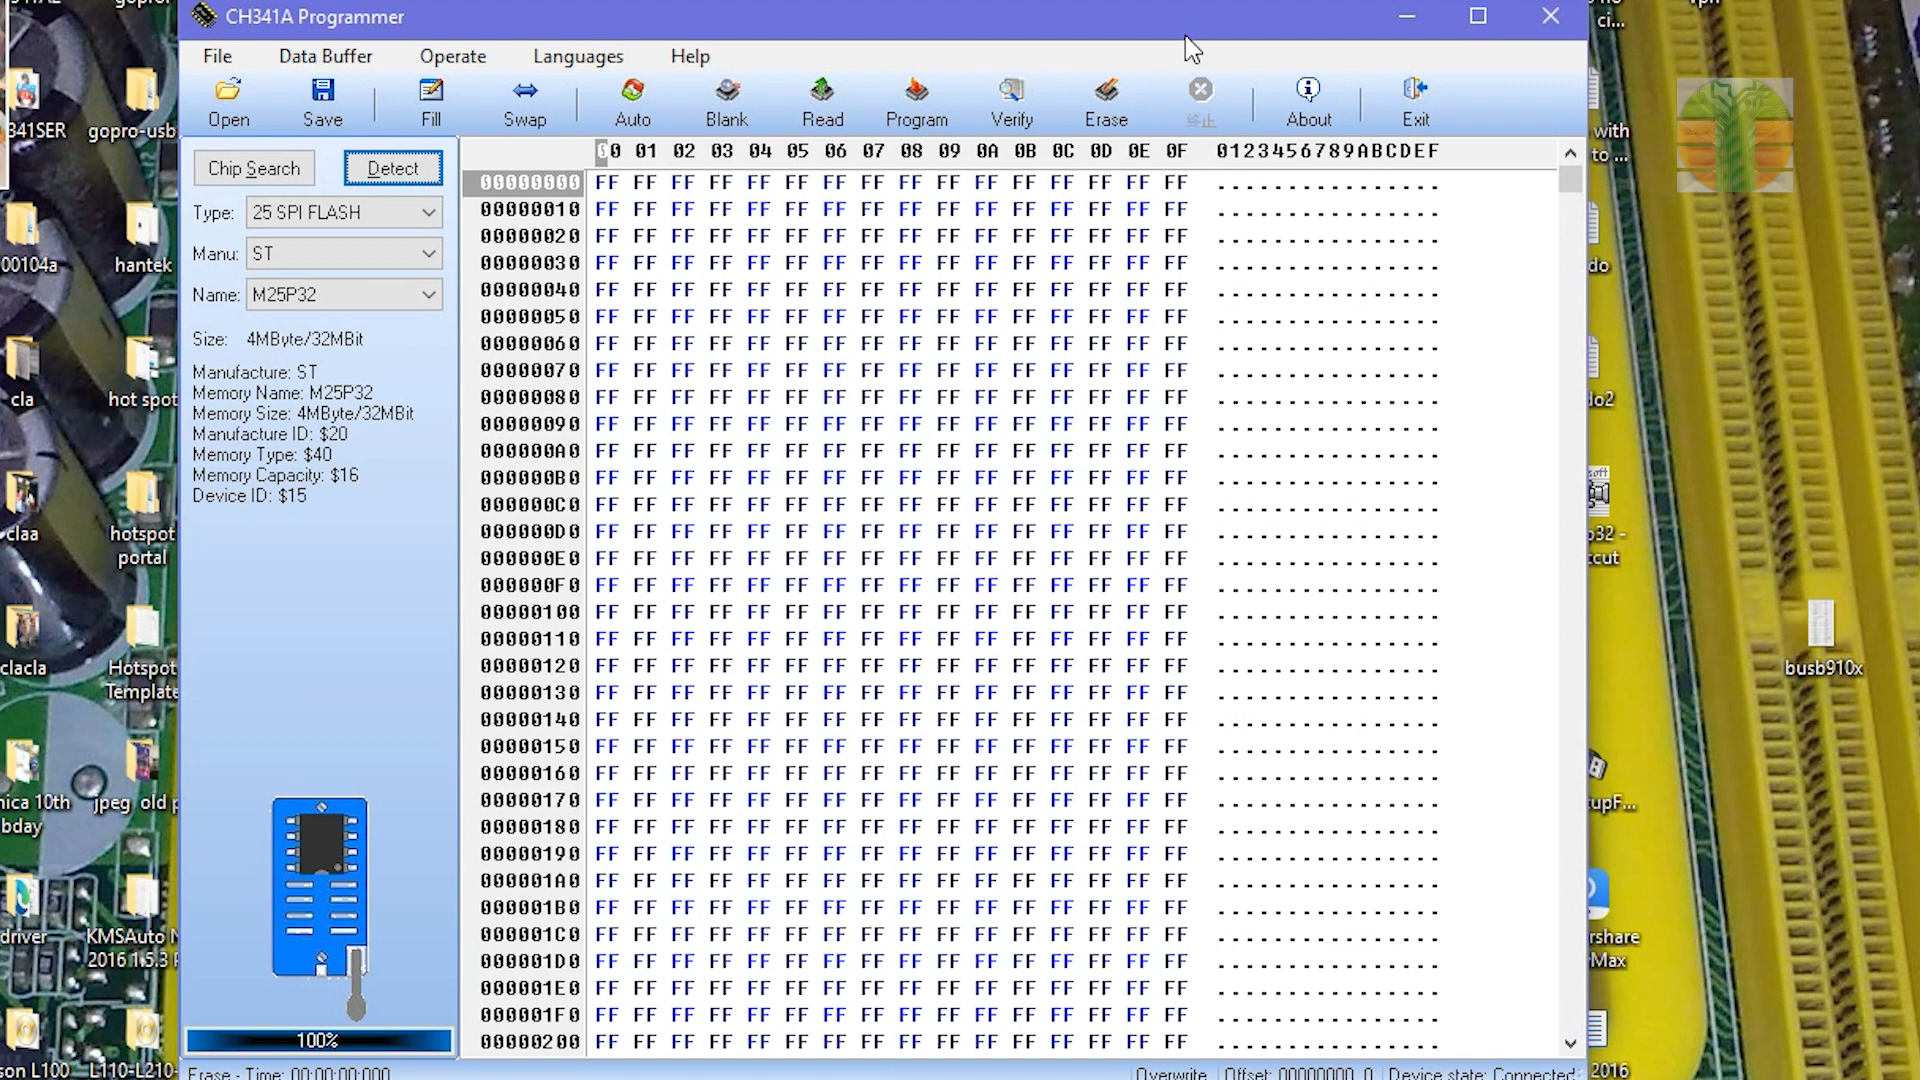 CH341A Programmer
File Data Buffer Operate Languages Help
Open Save Fill Swap Auto Blank Read Program Verify Erase 终止 About Exit
Chip Search Detect
Type: 25 SPI FLASH
Manu: ST
Name: M25P32
Size: 4MByte/32MBit
Manufacture: ST
Memory Name: M25P32
Memory Size: 4MByte/32MBit
Manufacture ID: $20
Memory Type: $40
Memory Capacity: $16
Device ID: $15
100%
00 01 02 03 04 05 06 07 08 09 0A 0B 0C 0D 0E 0F 0123456789ABCDEF
00000000 FF FF FF FF FF FF FF FF FF FF FF FF FF FF FF FF ................
00000010 FF FF FF FF FF FF FF FF FF FF FF FF FF FF FF FF ................
00000020 FF FF FF FF FF FF FF FF FF FF FF FF FF FF FF FF ................
00000030 FF FF FF FF FF FF FF FF FF FF FF FF FF FF FF FF ................
00000040 FF FF FF FF FF FF FF FF FF FF FF FF FF FF FF FF ................
00000050 FF FF FF FF FF FF FF FF FF FF FF FF FF FF FF FF ................
00000060 FF FF FF FF FF FF FF FF FF FF FF FF FF FF FF FF ................
00000070 FF FF FF FF FF FF FF FF FF FF FF FF FF FF FF FF ................
00000080 FF FF FF FF FF FF FF FF FF FF FF FF FF FF FF FF ................
00000090 FF FF FF FF FF FF FF FF FF FF FF FF FF FF FF FF ................
000000A0 FF FF FF FF FF FF FF FF FF FF FF FF FF FF FF FF ................
000000B0 FF FF FF FF FF FF FF FF FF FF FF FF FF FF FF FF ................
000000C0 FF FF FF FF FF FF FF FF FF FF FF FF FF FF FF FF ................
000000D0 FF FF FF FF FF FF FF FF FF FF FF FF FF FF FF FF ................
000000E0 FF FF FF FF FF FF FF FF FF FF FF FF FF FF FF FF ................
000000F0 FF FF FF FF FF FF FF FF FF FF FF FF FF FF FF FF ................
00000100 FF FF FF FF FF FF FF FF FF FF FF FF FF FF FF FF ................
00000110 FF FF FF FF FF FF FF FF FF FF FF FF FF FF FF FF ................
00000120 FF FF FF FF FF FF FF FF FF FF FF FF FF FF FF FF ................
00000130 FF FF FF FF FF FF FF FF FF FF FF FF FF FF FF FF ................
00000140 FF FF FF FF FF FF FF FF FF FF FF FF FF FF FF FF ................
00000150 FF FF FF FF FF FF FF FF FF FF FF FF FF FF FF FF ................
00000160 FF FF FF FF FF FF FF FF FF FF FF FF FF FF FF FF ................
00000170 FF FF FF FF FF FF FF FF FF FF FF FF FF FF FF FF ................
00000180 FF FF FF FF FF FF FF FF FF FF FF FF FF FF FF FF ................
00000190 FF FF FF FF FF FF FF FF FF FF FF FF FF FF FF FF ................
000001A0 FF FF FF FF FF FF FF FF FF FF FF FF FF FF FF FF ................
000001B0 FF FF FF FF FF FF FF FF FF FF FF FF FF FF FF FF ................
000001C0 FF FF FF FF FF FF FF FF FF FF FF FF FF FF FF FF ................
000001D0 FF FF FF FF FF FF FF FF FF FF FF FF FF FF FF FF ................
000001E0 FF FF FF FF FF FF FF FF FF FF FF FF FF FF FF FF ................
000001F0 FF FF FF FF FF FF FF FF FF FF FF FF FF FF FF FF ................
00000200 FF FF FF FF FF FF FF FF FF FF FF FF FF FF FF FF ................
Erase - Time: 00:00:00:000 Overwrite Offset: 00000000, 0 Device state: Connected
341SER gopro-usb
00104a hantek
cla hot spot
claa hotspot
portal
clacla Hotspot
Template
10th jpeg old p
bday
driver KMSAuto N
2016 1.5.3
son L100 L110-L210-
ci...
with
to ...
do
do2
busb910x
upF...
rshare
Max
2016